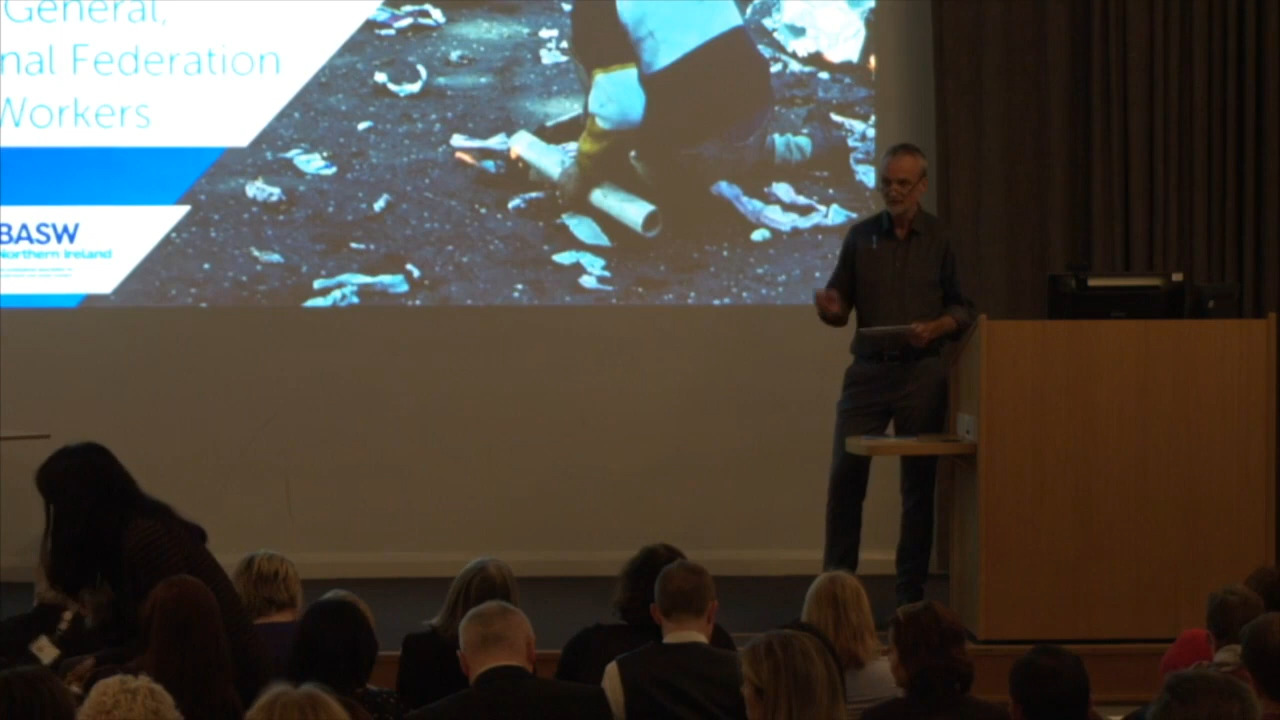 General,
nal Federation
Workers
BASW
Northern Ireland